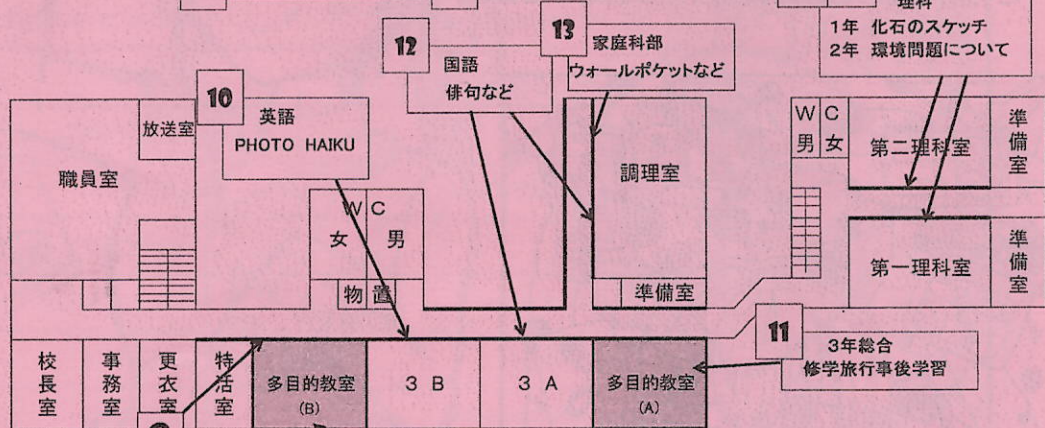 理科
1年 化石のスケッチ
2年 環境問題について
13
家庭科部
ウォールポケットなど
12
国語
俳句など
10
英語
PHOTO HAIKU
放送室
職員室
WC
女 男
物置
調理室
準備室
WC
男 女
第二理科室
準備室
第一理科室
準備室
11
3年総合
修学旅行事後学習
校長室
事務室
更衣室
特活室
多目的教室
(B)
3 B
3 A
多目的教室
(A)